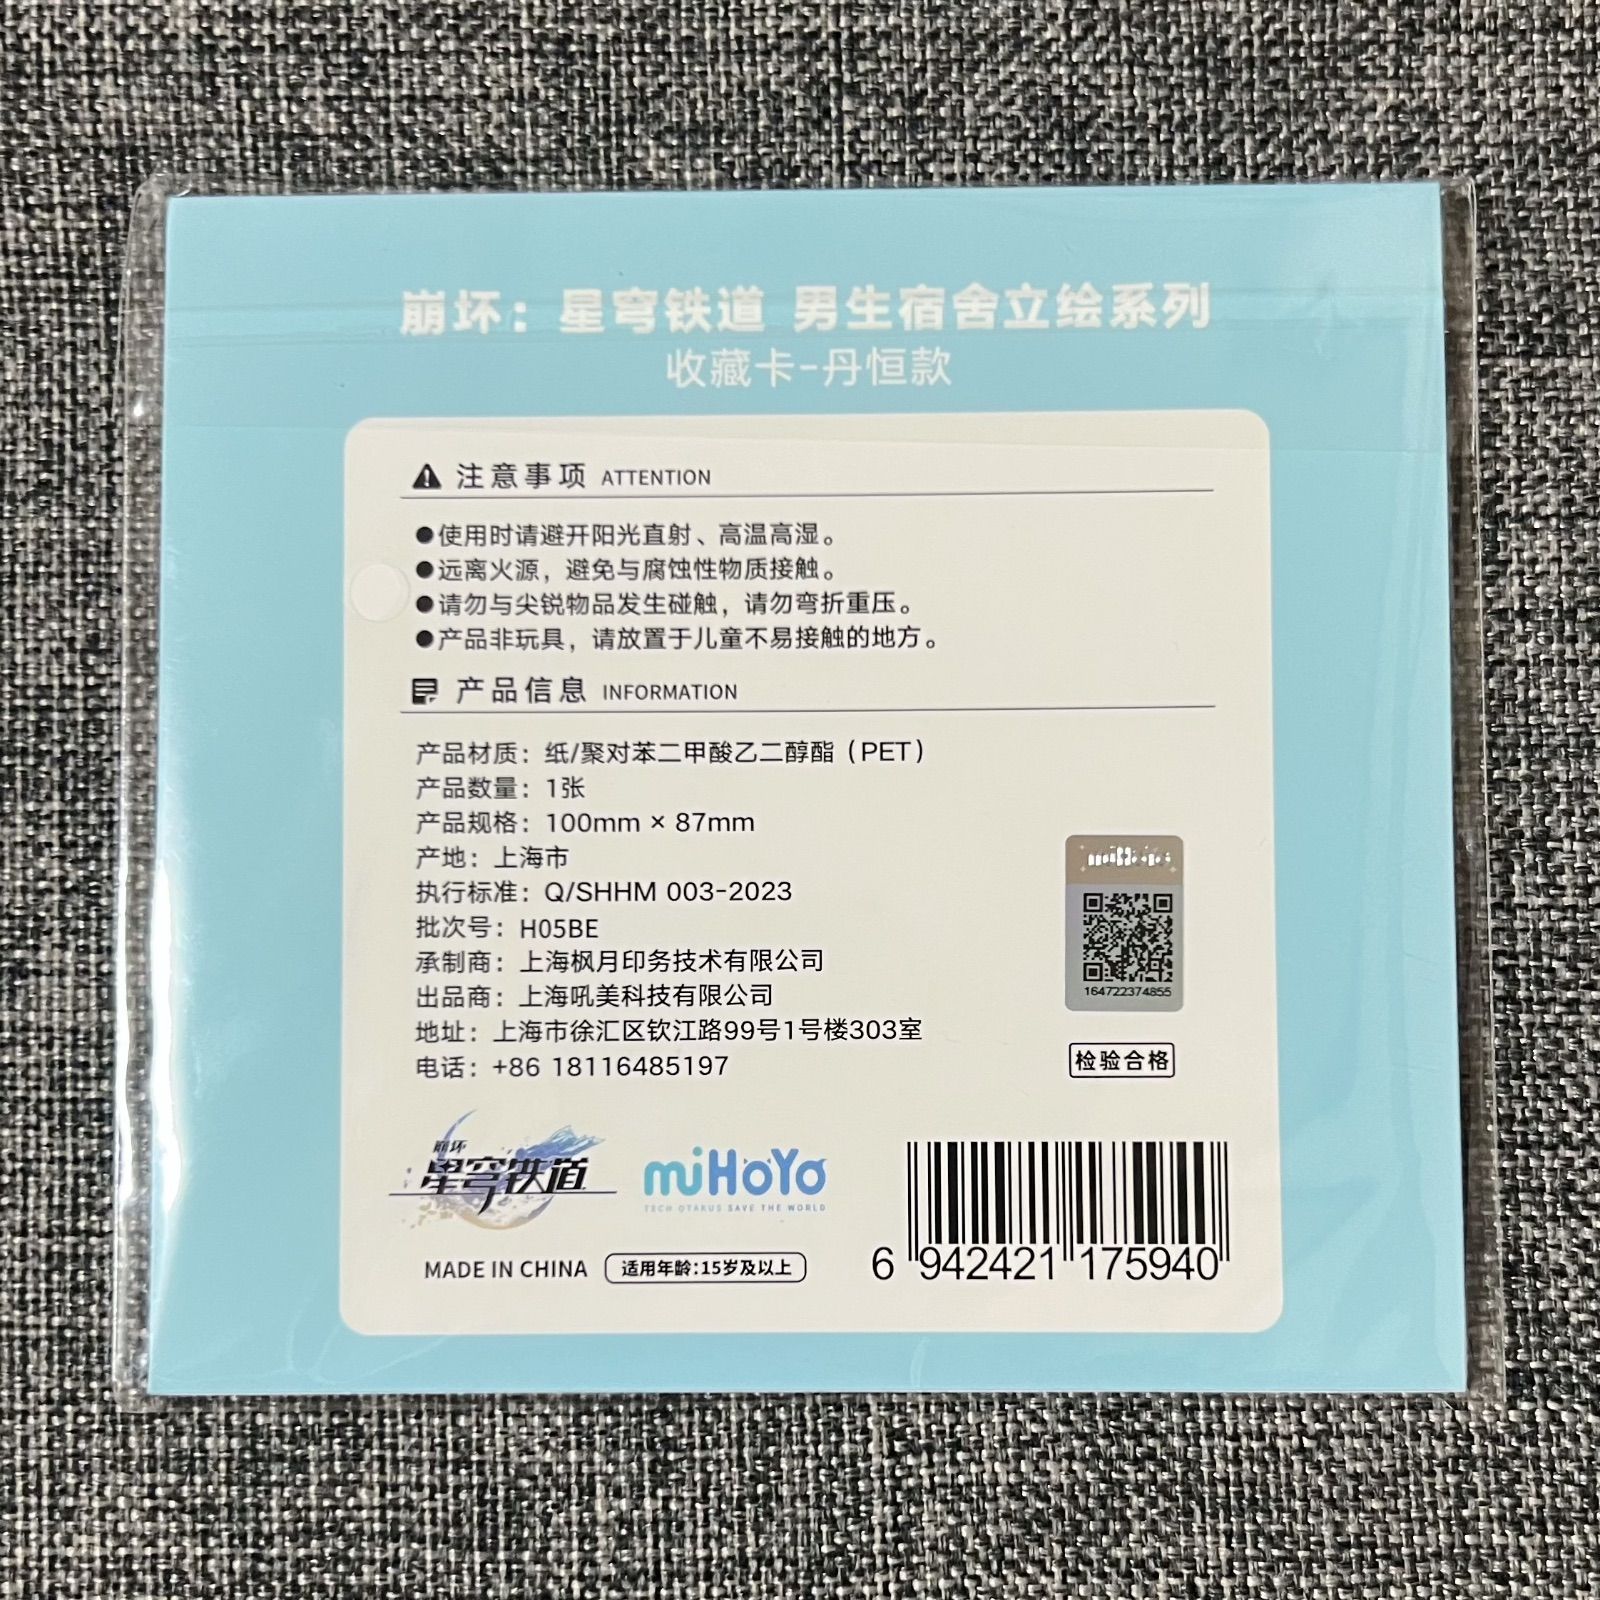 崩坏：星穹铁道 男生宿舍立绘系列
收藏卡-丹恒款
注意事项 ATTENTION
●使用时请避开阳光直射、高温高湿。
●远离火源，避免与腐蚀性物质接触。
●请勿与尖锐物品发生碰触，请勿弯折重压。
●产品非玩具，请放置于儿童不易接触的地方。
产品信息 INFORMATION
产品材质：纸/聚对苯二甲酸乙二醇酯（PET）
产品数量：1张
产品规格：100mm × 87mm
产地：上海市
执行标准：Q/SHHM 003-2023
批次号：H05BE
承制商：上海枫月印务技术有限公司
出品商：上海吼美科技有限公司
地址：上海市徐汇区钦江路99号1号楼303室
电话：+86 18116485197
miHoYo
164722374855
检验合格
崩坏
星穹铁道
miHoYo
TECH OTAKUS SAVE THE WORLD
MADE IN CHINA
适用年龄：15岁及以上
6 942421 175940